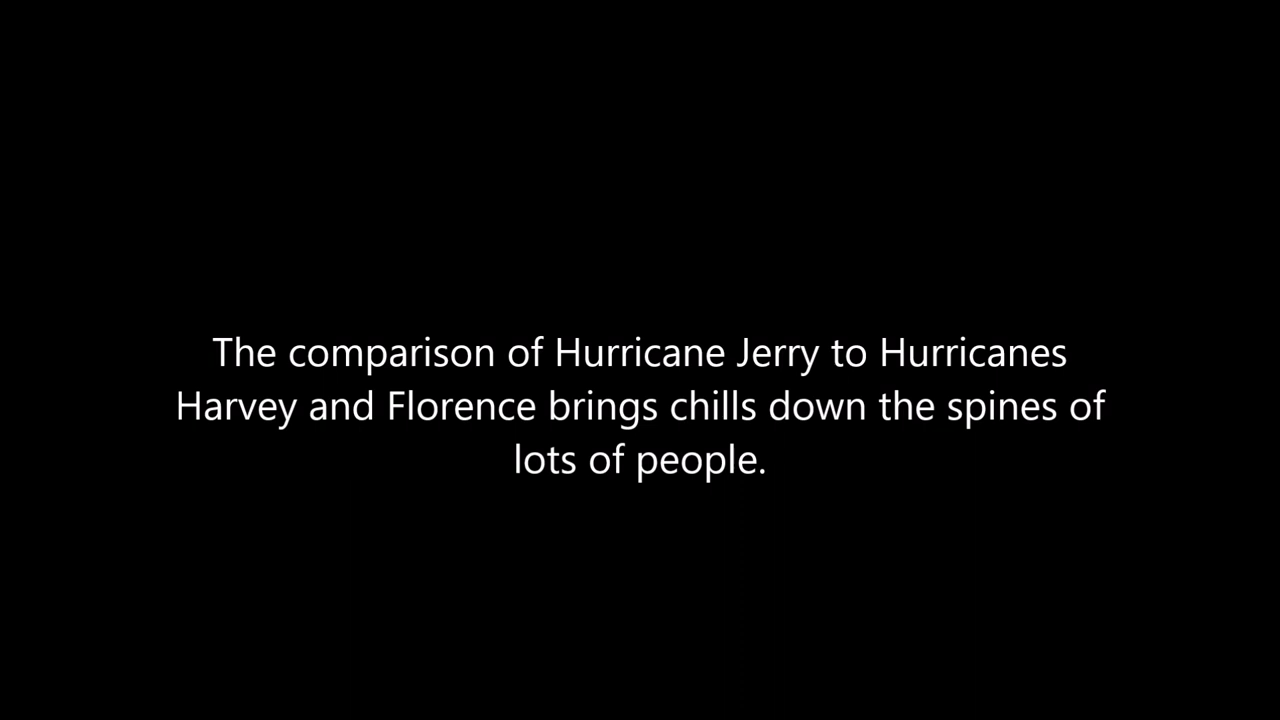 The comparison of Hurricane Jerry to Hurricanes
Harvey and Florence brings chills down the spines of
lots of people.